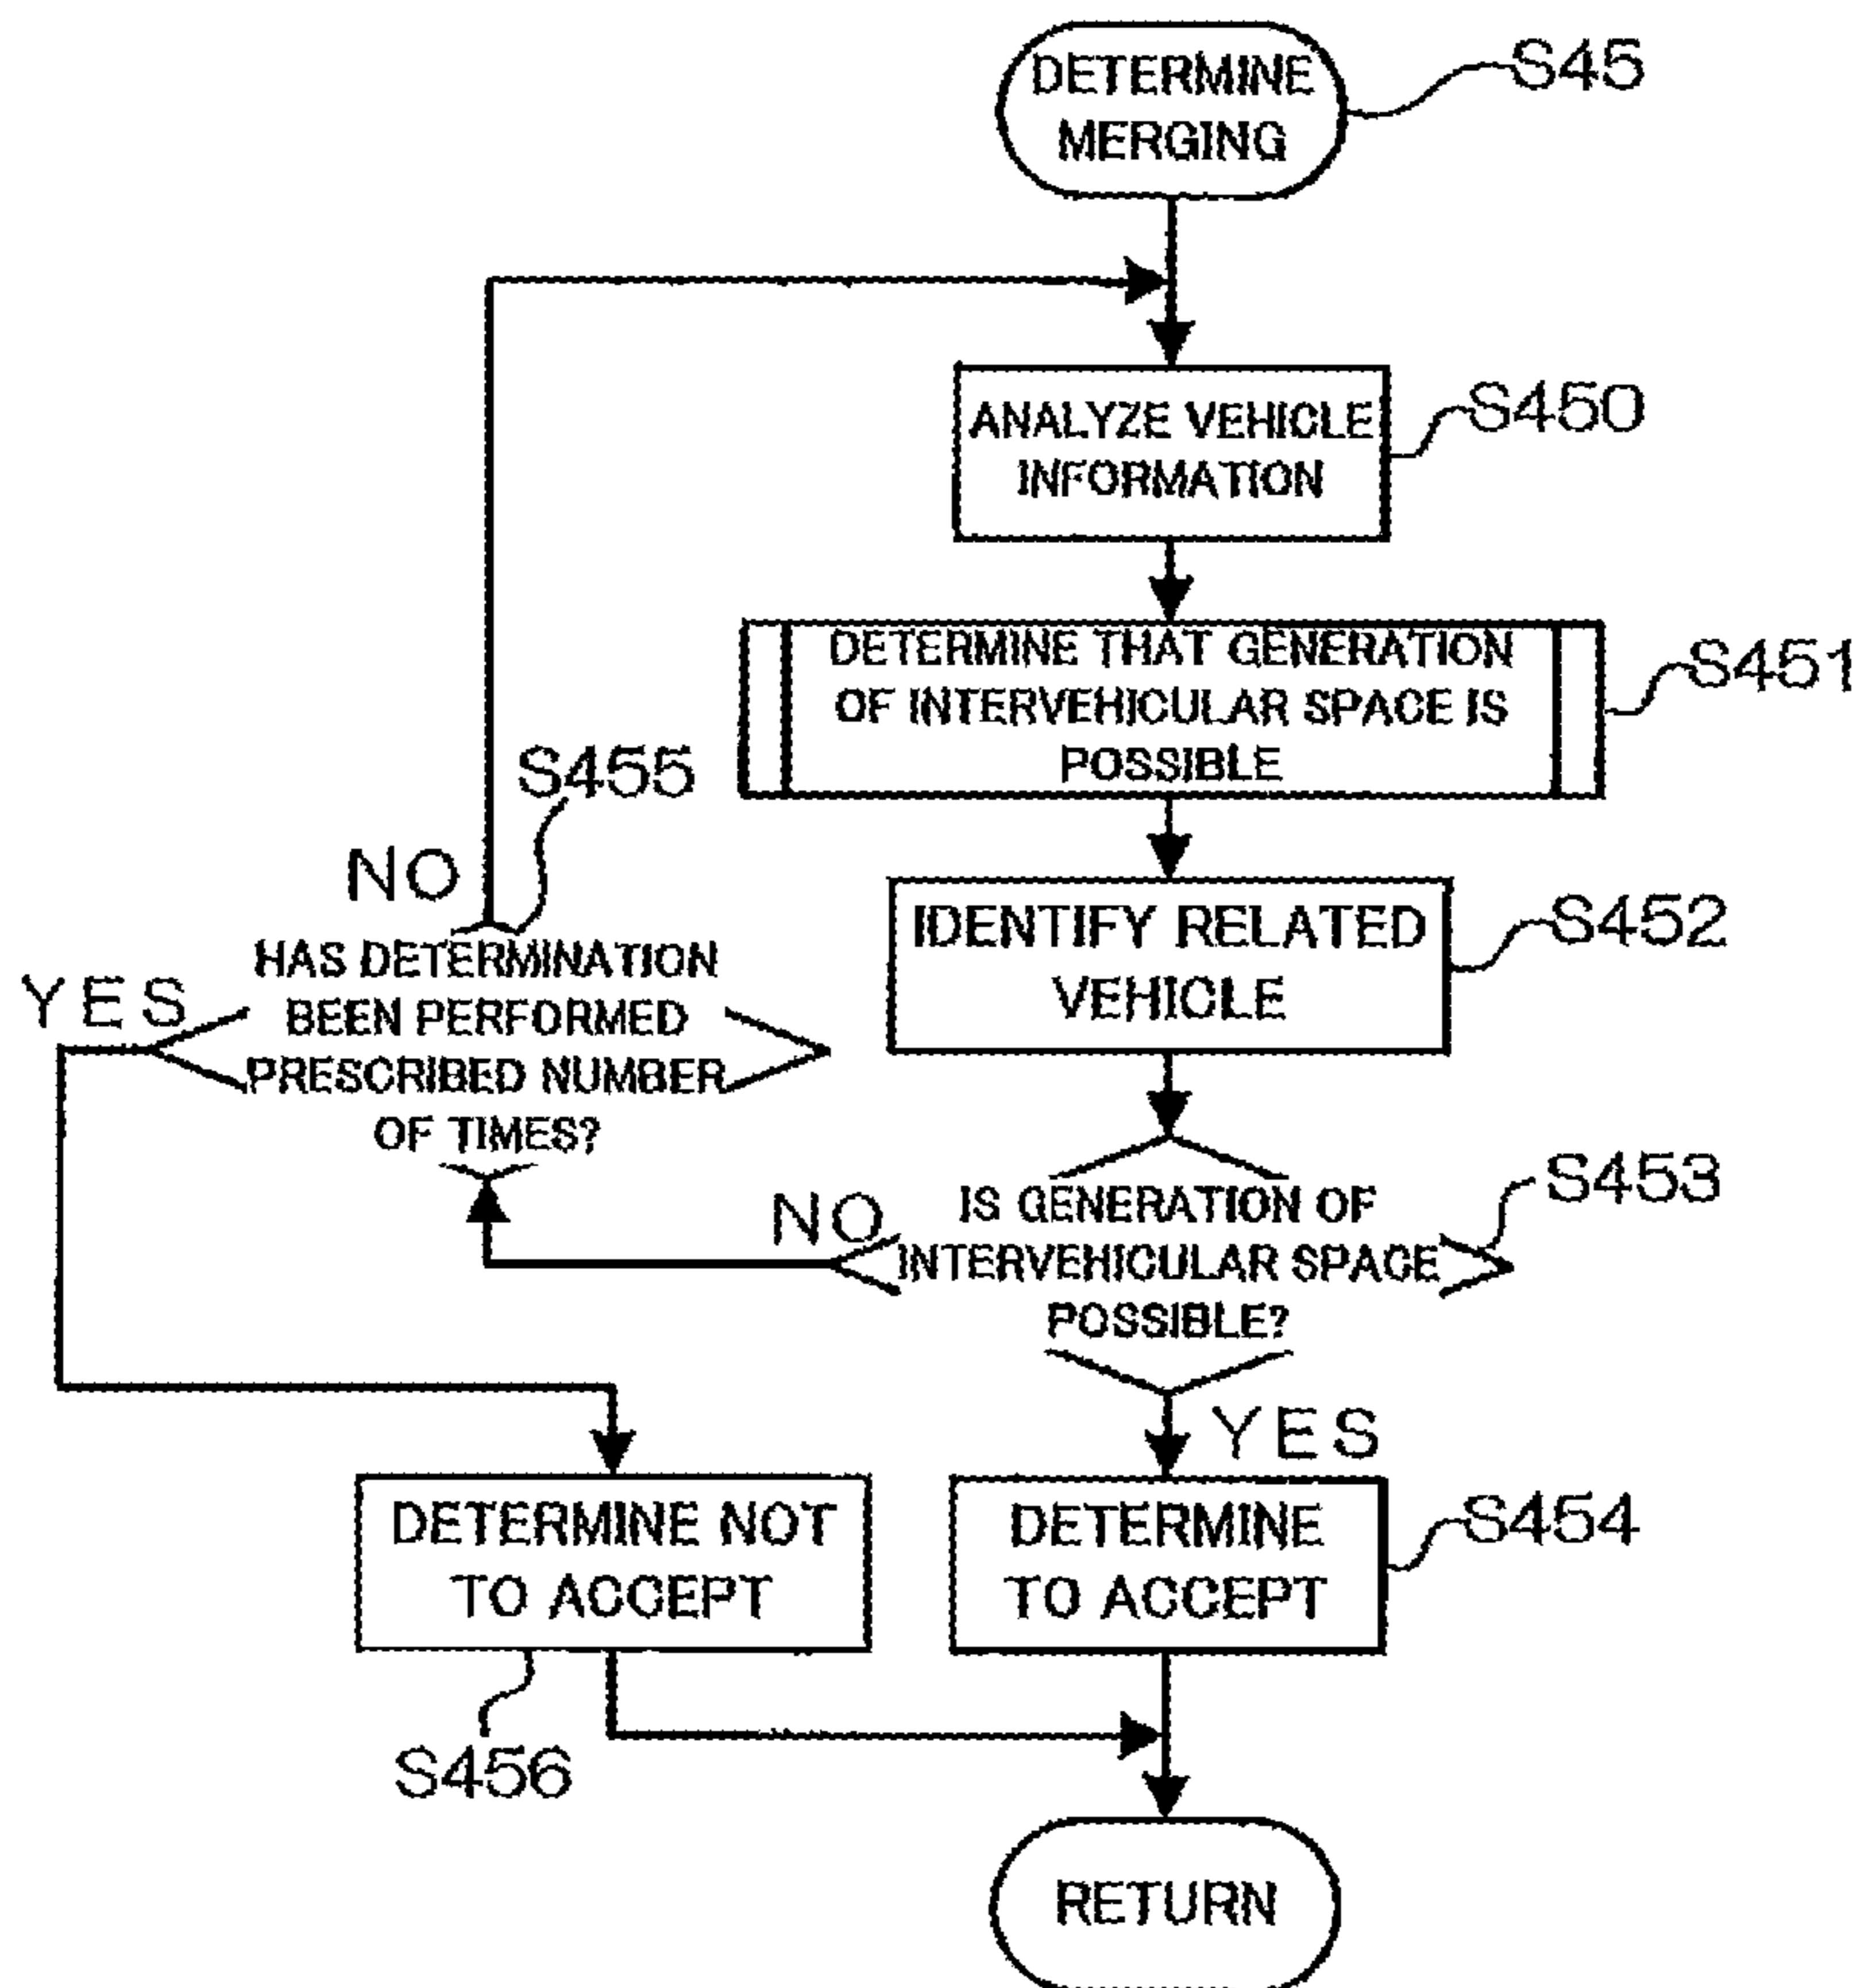 DETERMINE
MERGING
S45
ANALYZE VEHICLE
INFORMATION
S450
DETERMINE THAT GENERATION
OF INTERVEHICULAR SPACE IS
POSSIBLE
S451
IDENTIFY RELATED
VEHICLE
S452
IS GENERATION OF
INTERVEHICULAR SPACE
POSSIBLE?
S453
NO
YES
S455
HAS DETERMINATION
BEEN PERFORMED
PRESCRIBED NUMBER
OF TIMES?
NO
YES
DETERMINE NOT
TO ACCEPT
S456
DETERMINE
TO ACCEPT
S454
RETURN